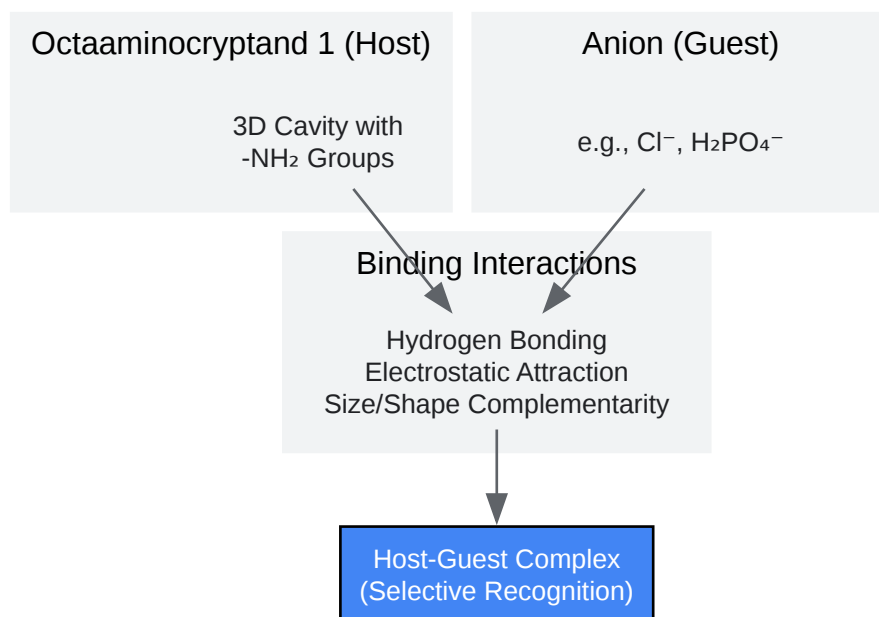 Octaaminocryptand 1 (Host)
Anion (Guest)
3D Cavity with
-NH₂ Groups
e.g., Cl⁻, H₂PO₄⁻
Binding Interactions
Hydrogen Bonding
Electrostatic Attraction
Size/Shape Complementarity
Host-Guest Complex
(Selective Recognition)